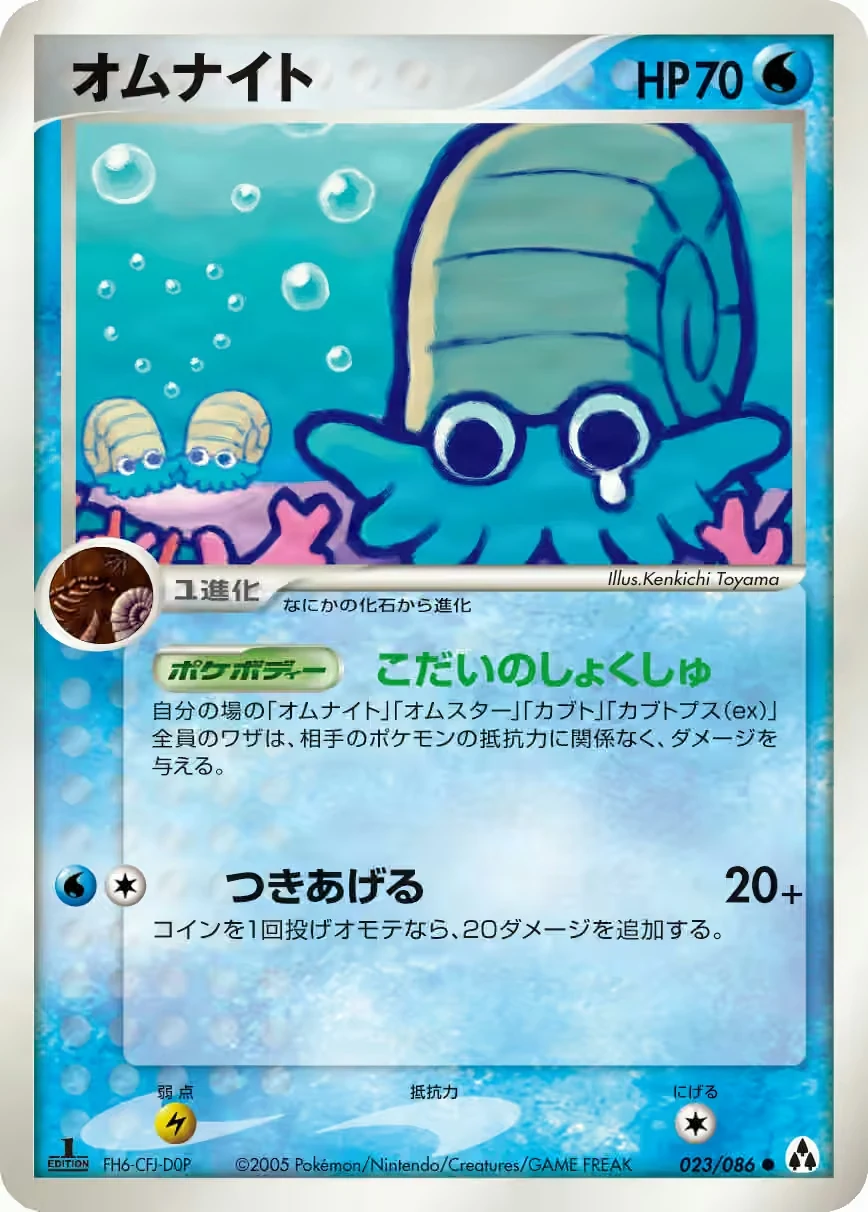 オムナイト
HP70
Illus.Kenkichi Toyama
1進化
なにかの化石から進化
ポケボディー
こだいのしょくしゅ
自分の場の「オムナイト」「オムスター」「カブト」「カブトプス(ex)」
全員のワザは、相手のポケモンの抵抗力に関係なく、ダメージを
与える。
つきあげる
20+
コインを1回投げオモテなら、20ダメージを追加する。
弱点
抵抗力
にげる
1
EDITION
FH6-CFJ-D0P
©2005 Pokémon/Nintendo/Creatures/GAME FREAK
023/086 ●